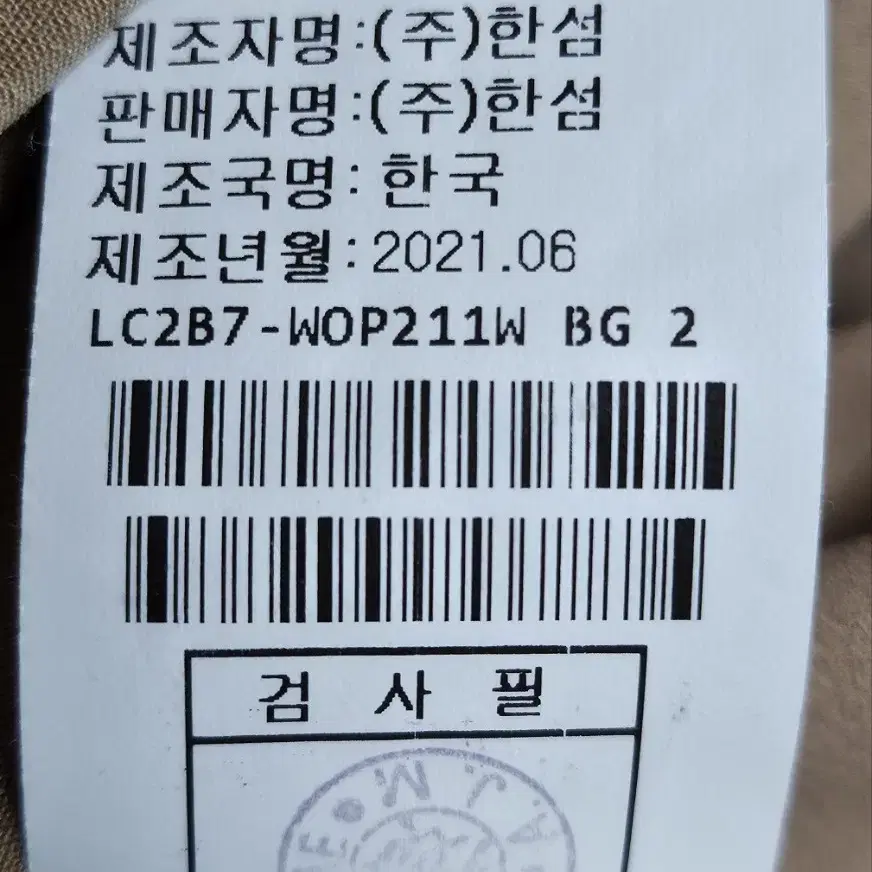 제조자명:(주)한섬
판매자명:(주)한섬
제조국명:한국
제조년월:2021.06
LC2B7-WOP211W BG 2
검 사 필
J.M.